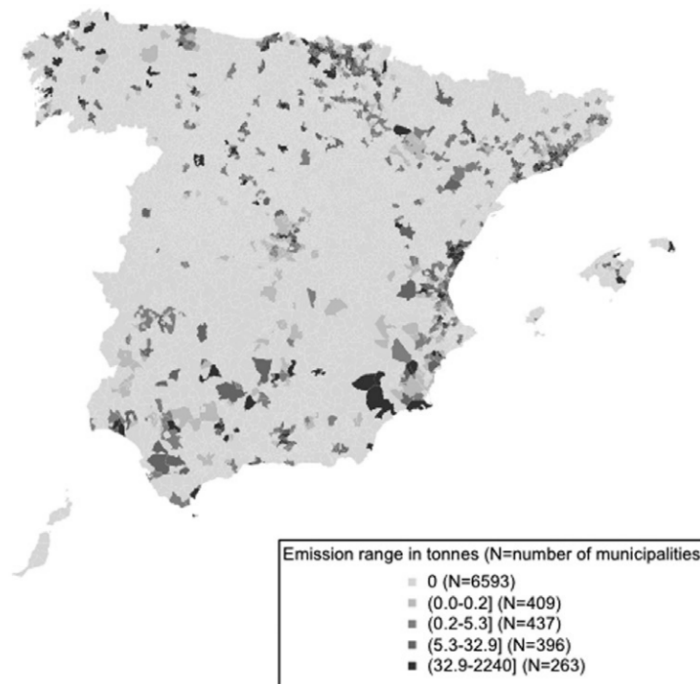 Emission range in tonnes (N=number of municipalities
0 (N=6593)
(0.0-0.2] (N=409)
(0.2-5.3] (N=437)
(5.3-32.9] (N=396)
(32.9-2240] (N=263)